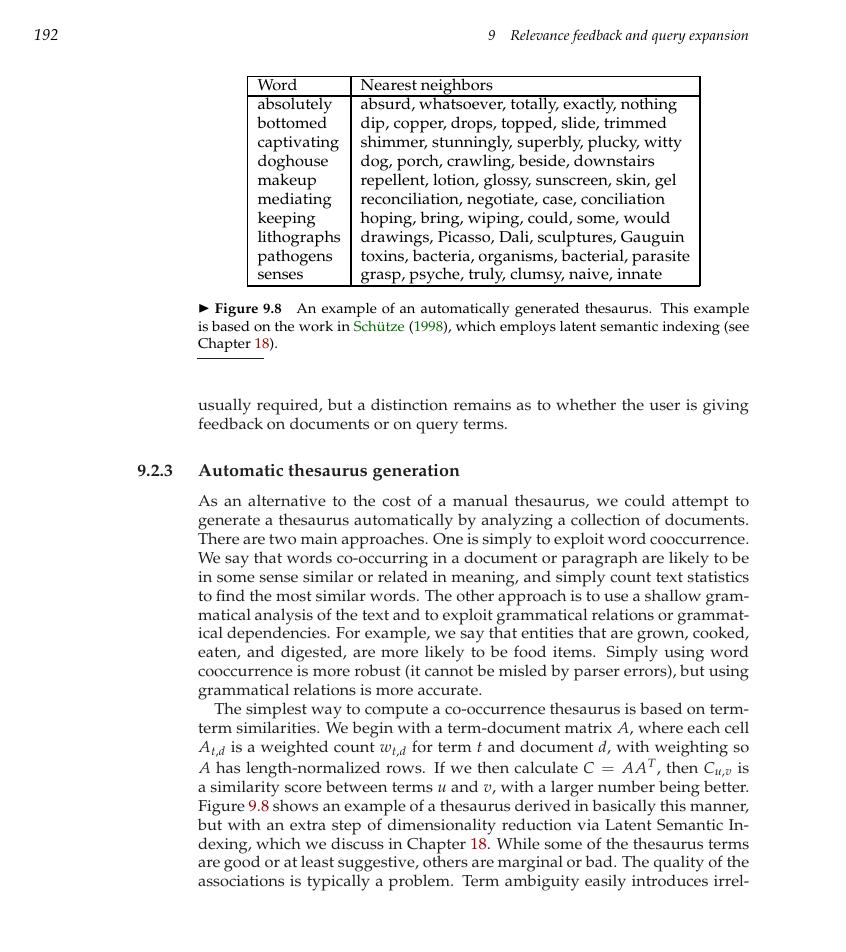 192
9 Relevance feedback and query expansion
Word Nearest neighbors
absolutely absurd, whatsoever, totally, exactly, nothing
bottomed dip, copper, drops, topped, slide, trimmed
captivating shimmer, stunningly, superbly, plucky, witty
doghouse dog, porch, crawling, beside, downstairs
makeup repellent, lotion, glossy, sunscreen, skin, gel
mediating reconciliation, negotiate, case, conciliation
keeping hoping, bring, wiping, could, some, would
lithographs drawings, Picasso, Dali, sculptures, Gauguin
pathogens toxins, bacteria, organisms, bacterial, parasite
senses grasp, psyche, truly, clumsy, naive, innate
▶ Figure 9.8 An example of an automatically generated thesaurus. This example
is based on the work in Schütze (1998), which employs latent semantic indexing (see
Chapter 18).
usually required, but a distinction remains as to whether the user is giving
feedback on documents or on query terms.
9.2.3 Automatic thesaurus generation
As an alternative to the cost of a manual thesaurus, we could attempt to
generate a thesaurus automatically by analyzing a collection of documents.
There are two main approaches. One is simply to exploit word cooccurrence.
We say that words co-occurring in a document or paragraph are likely to be
in some sense similar or related in meaning, and simply count text statistics
to find the most similar words. The other approach is to use a shallow gram-
matical analysis of the text and to exploit grammatical relations or grammat-
ical dependencies. For example, we say that entities that are grown, cooked,
eaten, and digested, are more likely to be food items. Simply using word
cooccurrence is more robust (it cannot be misled by parser errors), but using
grammatical relations is more accurate.
The simplest way to compute a co-occurrence thesaurus is based on term-
term similarities. We begin with a term-document matrix A, where each cell
A_{t,d} is a weighted count w_{t,d} for term t and document d, with weighting so
A has length-normalized rows. If we then calculate C = AA^T, then C_{u,v} is
a similarity score between terms u and v, with a larger number being better.
Figure 9.8 shows an example of a thesaurus derived in basically this manner,
but with an extra step of dimensionality reduction via Latent Semantic In-
dexing, which we discuss in Chapter 18. While some of the thesaurus terms
are good or at least suggestive, others are marginal or bad. The quality of the
associations is typically a problem. Term ambiguity easily introduces irrel-